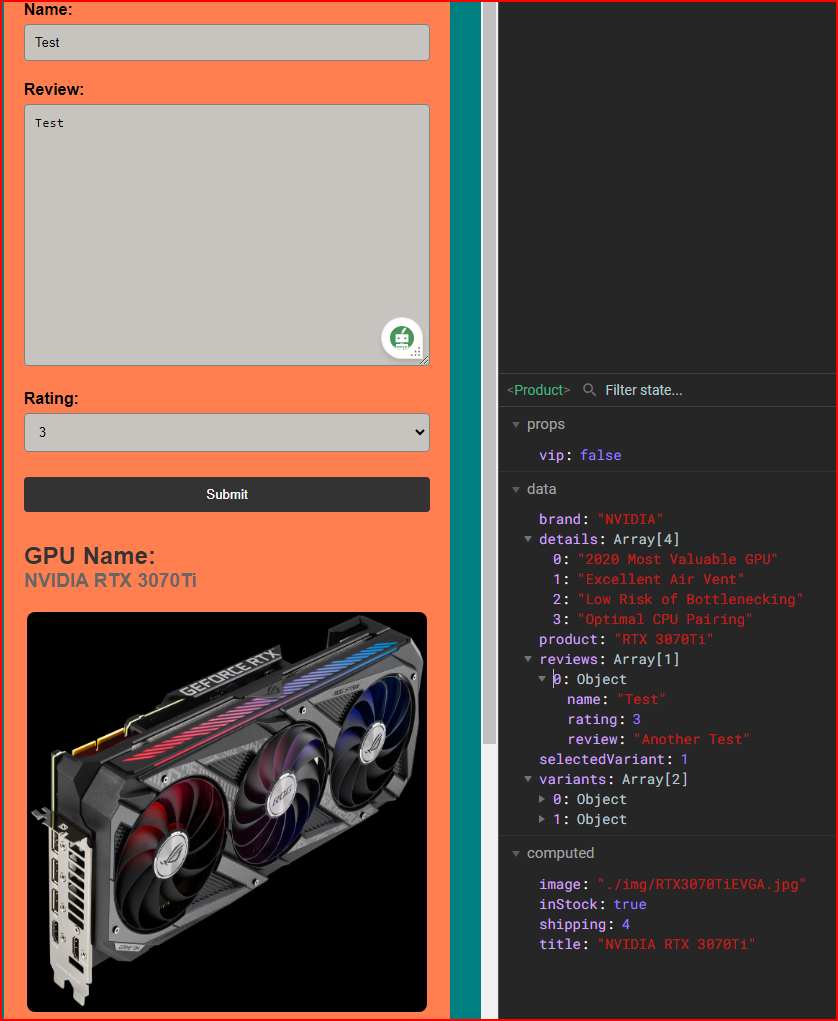 Name:
Test
Review:
Test
Rating:
3
Submit
GPU Name:
NVIDIA RTX 3070Ti
GEFORCE RTX
ROG
<Product> Filter state...
props
vip: false
data
brand: "NVIDIA"
details: Array[4]
0: "2020 Most Valuable GPU"
1: "Excellent Air Vent"
2: "Low Risk of Bottlenecking"
3: "Optimal CPU Pairing"
product: "RTX 3070Ti"
reviews: Array[1]
0: Object
name: "Test"
rating: 3
review: "Another Test"
selectedVariant: 1
variants: Array[2]
0: Object
1: Object
computed
image: "./img/RTX3070TiEVGA.jpg"
inStock: true
shipping: 4
title: "NVIDIA RTX 3070Ti"